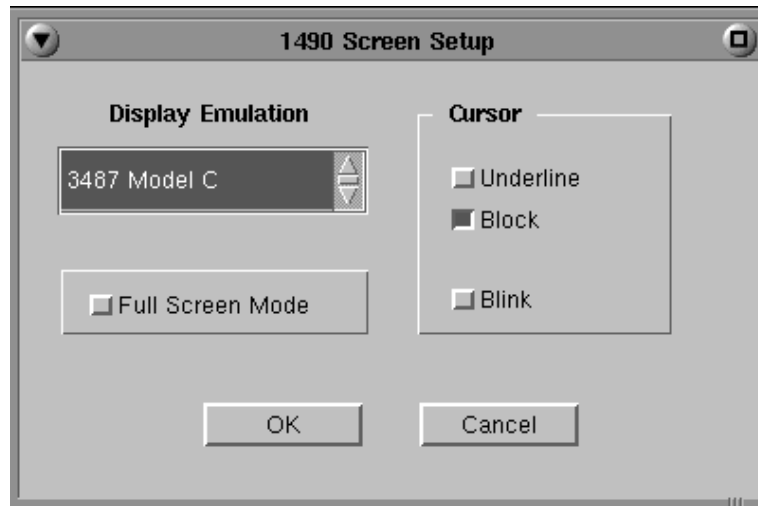 1490 Screen Setup
Display Emulation
3487 Model C
Full Screen Mode
Cursor
Underline
Block
Blink
OK
Cancel